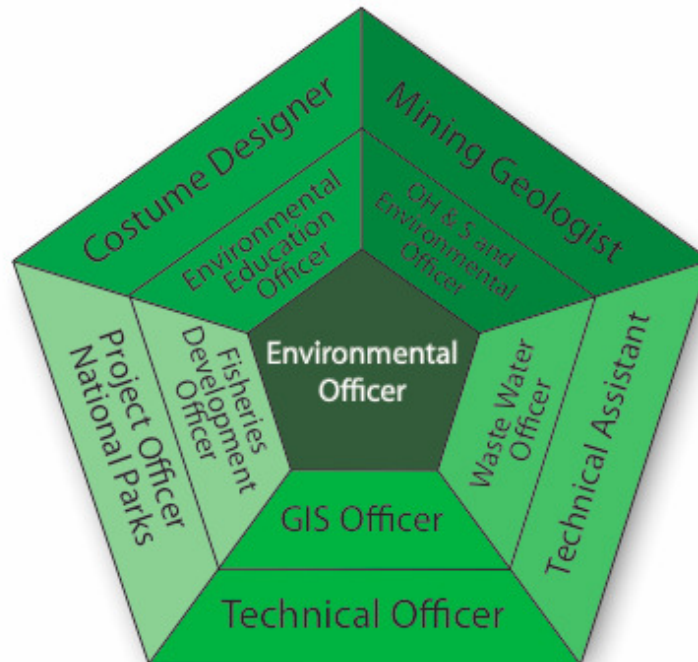 Costume Designer
Mining Geologist
Environmental
Education
Officer
OH & S and
Environmental
Officer
Environmental
Officer
Project Officer
National Parks
Fisheries
Development
Officer
Waste Water
Officer
Technical Assistant
GIS Officer
Technical Officer